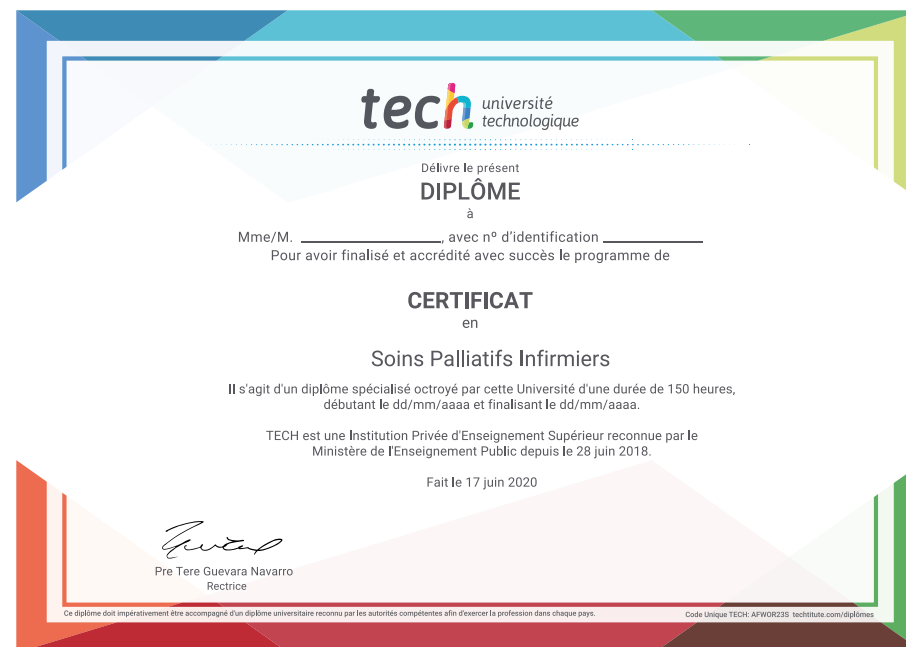 tech université
technologique
Délivre le présent
DIPLÔME
à
Mme/M. ____________________, avec nº d'identification ______________
Pour avoir finalisé et accrédité avec succès le programme de
CERTIFICAT
en
Soins Palliatifs Infirmiers
Il s'agit d'un diplôme spécialisé octroyé par cette Université d'une durée de 150 heures,
débutant le dd/mm/aaaa et finalisant le dd/mm/aaaa.
TECH est une Institution Privée d'Enseignement Supérieur reconnue par le
Ministère de l'Enseignement Public depuis le 28 juin 2018.
Fait le 17 juin 2020
Pre Tere Guevara Navarro
Rectrice
Ce diplôme doit impérativement être accompagné d'un diplôme universitaire reconnu par les autorités compétentes afin d'exercer la profession dans chaque pays.
Code Unique TECH: AFWOR23S techtitute.com/diplômes